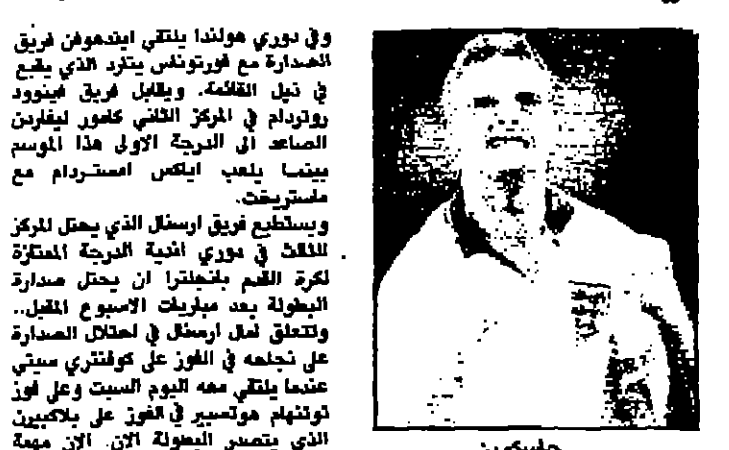 وفي دوري هولندا يلتقي ايندهوفن فريق
الصدارة مع فورتونا سيتارد الذي يقبع
في ذيل القائمة. ويقابل فريق فينوورد
روتردام في المركز الثاني كامور ليفاردن
الصاعد الى الدرجة الاولى هذا الموسم
بينما يلعب اياكس امستردام مع
ماستريخت.
ويستطيع فريق ارسنال الذي يحتل المركز
الثالث في دوري اندية الدرجة الممتازة
لكرة القدم بانجلترا ان يحتل صدارة
البطولة بعد مباريات الاسبوع المقبل..
وتتعلق امال ارسنال في احتلال الصدارة
على نجاحه في الفوز على كوفنتري سيتي
عندما يلتقي معه اليوم السبت وعلى فوز
توتنهام هوتسبير في الفوز على بلاكبيرن
الذي يتصدر البطولة الان. الان مهمة
جاسكوين